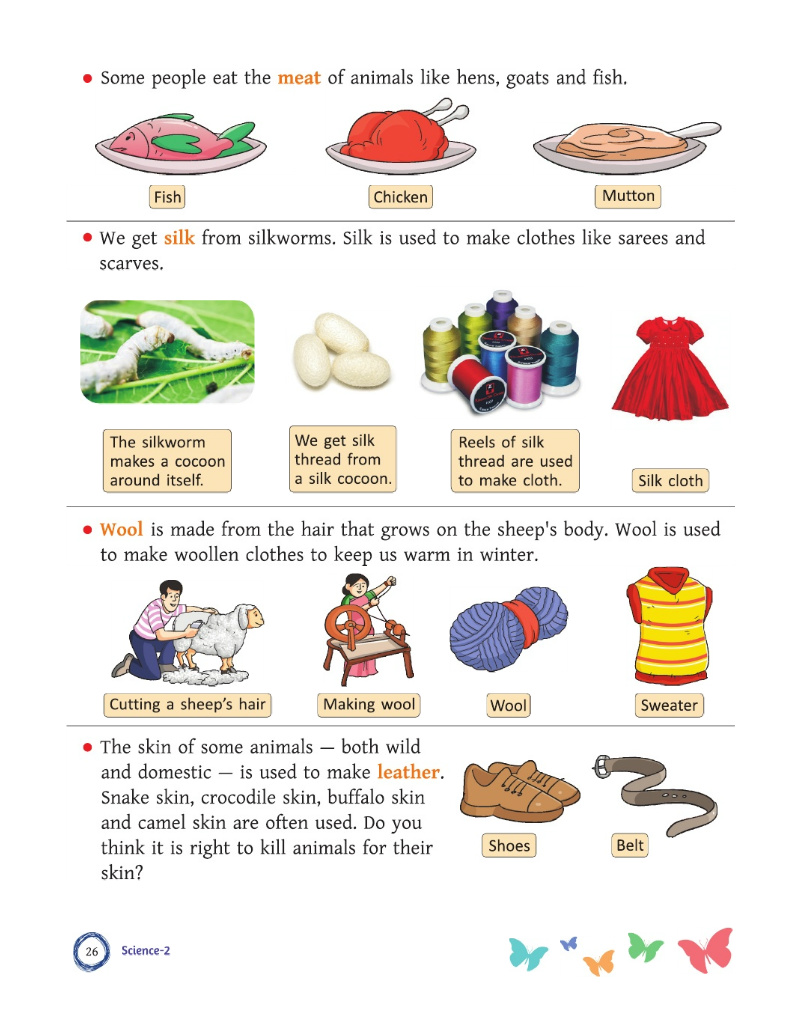 • Some people eat the meat of animals like hens, goats and fish.
Fish
Chicken
Mutton
• We get silk from silkworms. Silk is used to make clothes like sarees and
scarves.
The silkworm
makes a cocoon
around itself.
We get silk
thread from
a silk cocoon.
Reels of silk
thread are used
to make cloth.
Silk cloth
• Wool is made from the hair that grows on the sheep's body. Wool is used
to make woollen clothes to keep us warm in winter.
Cutting a sheep's hair
Making wool
Wool
Sweater
• The skin of some animals — both wild
and domestic — is used to make leather.
Snake skin, crocodile skin, buffalo skin
and camel skin are often used. Do you
think it is right to kill animals for their
skin?
Shoes
Belt
26
Science-2